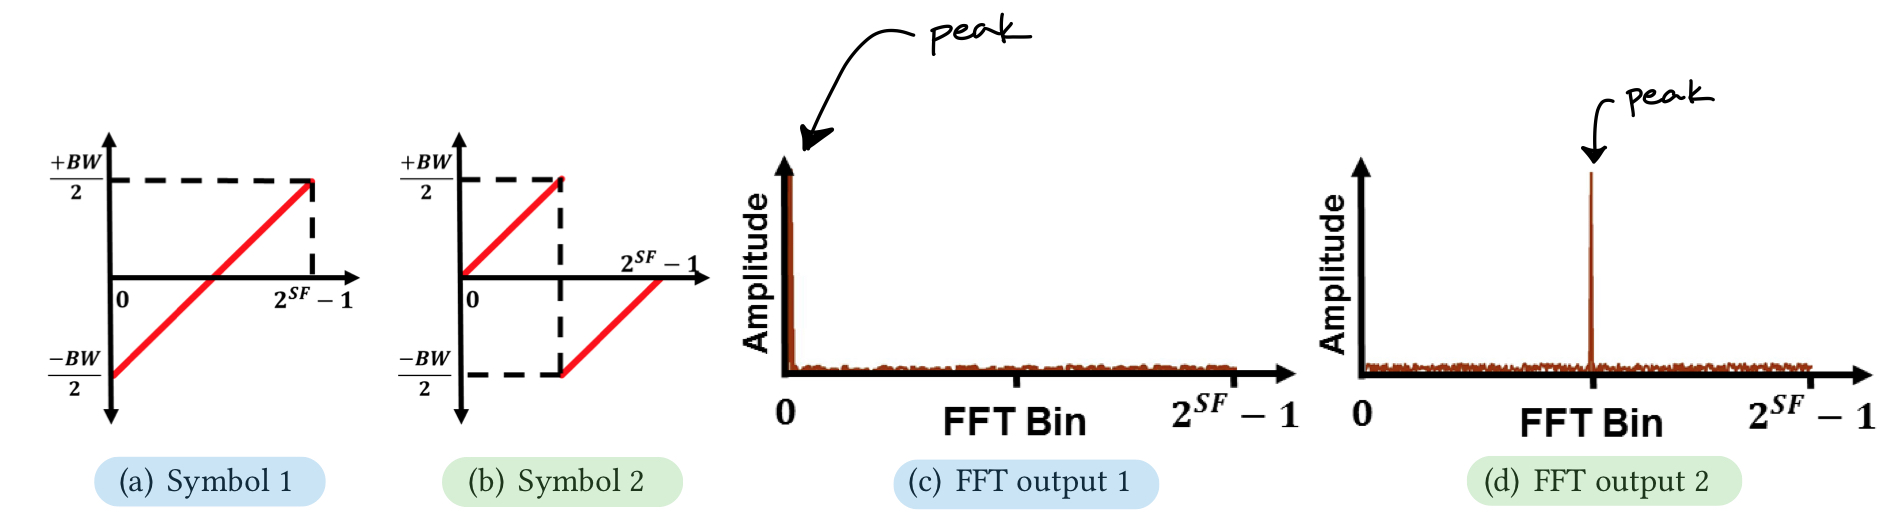 peak
peak
+BW
2
0
2^SF − 1
−BW
2
(a) Symbol 1
+BW
2
0
2^SF − 1
−BW
2
(b) Symbol 2
Amplitude
0
FFT Bin
2^SF − 1
(c) FFT output 1
Amplitude
0
FFT Bin
2^SF − 1
(d) FFT output 2